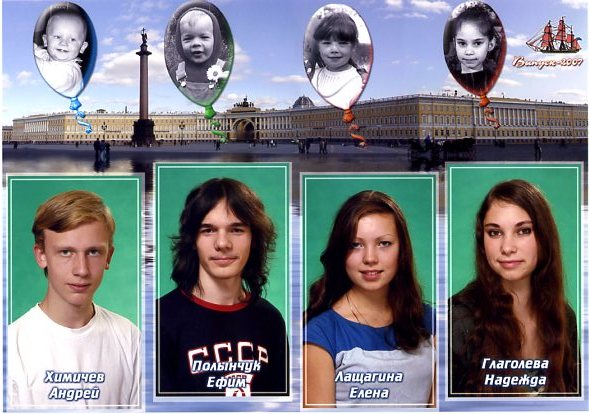 Выпуск-2007
СССР
Химичев
Андрей
Полынчук
Ефим
Лащагина
Елена
Глаголева
Надежда